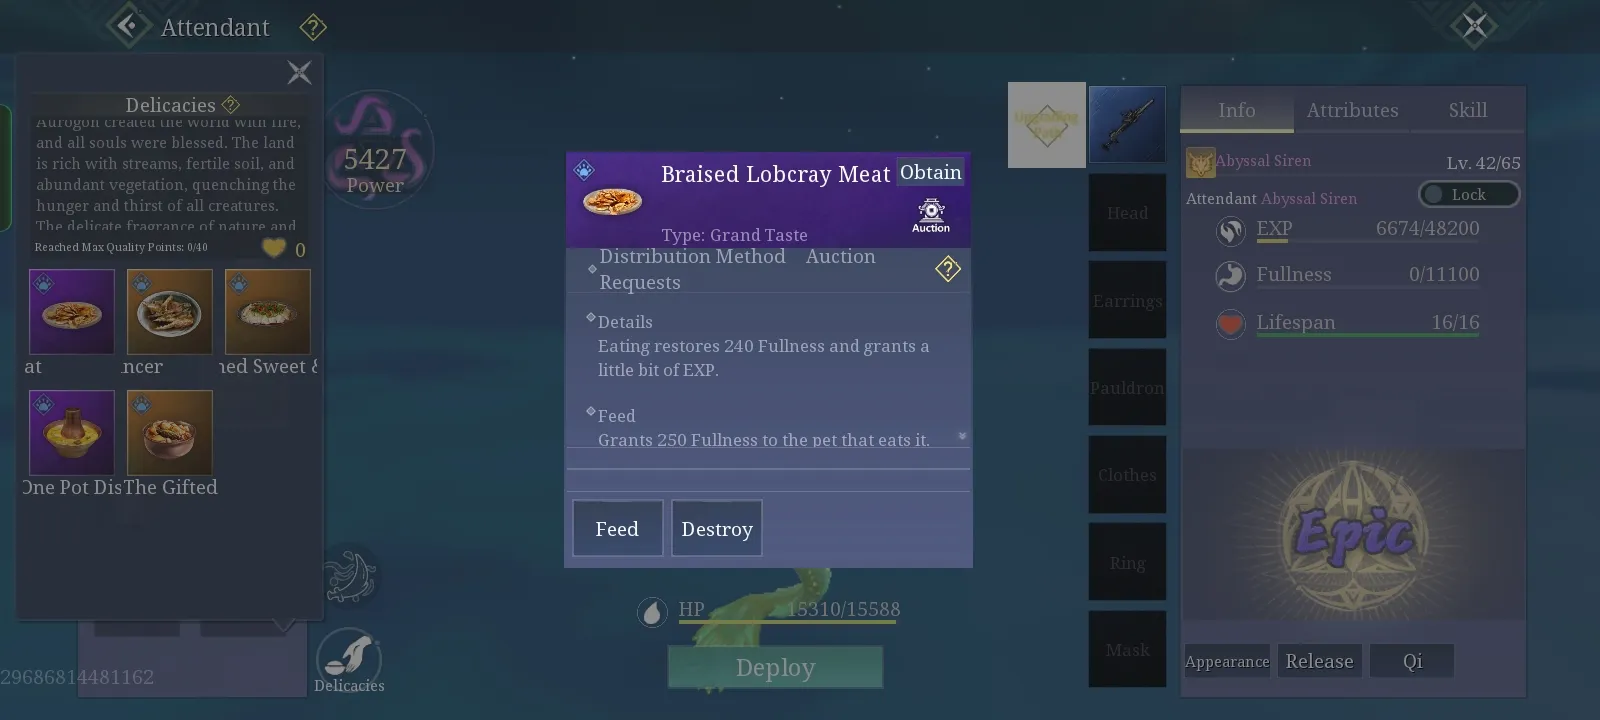 Attendant
Delicacies
Aurogon created the world with fire,
and all souls were blessed. The land
is rich with streams, fertile soil, and
abundant vegetation, quenching the
hunger and thirst of all creatures.
The delicate fragrance of nature and
Reached Max Quality Points: 0/40
0
at
ncer
ned Sweet &
One Pot Dis
The Gifted
29686814481162
Delicacies
5427
Power
Braised Lobcray Meat
Obtain
Auction
Type: Grand Taste
Distribution Method Auction
Requests
Details
Eating restores 240 Fullness and grants a
little bit of EXP.
Feed
Grants 250 Fullness to the pet that eats it.
Feed
Destroy
HP 15310/15588
Deploy
Head
Earrings
Pauldron
Clothes
Ring
Mask
Info
Attributes
Skill
Abyssal Siren
Lv. 42/65
Attendant Abyssal Siren
Lock
EXP 6674/48200
Fullness 0/11100
Lifespan 16/16
Epic
Appearance
Release
Qi